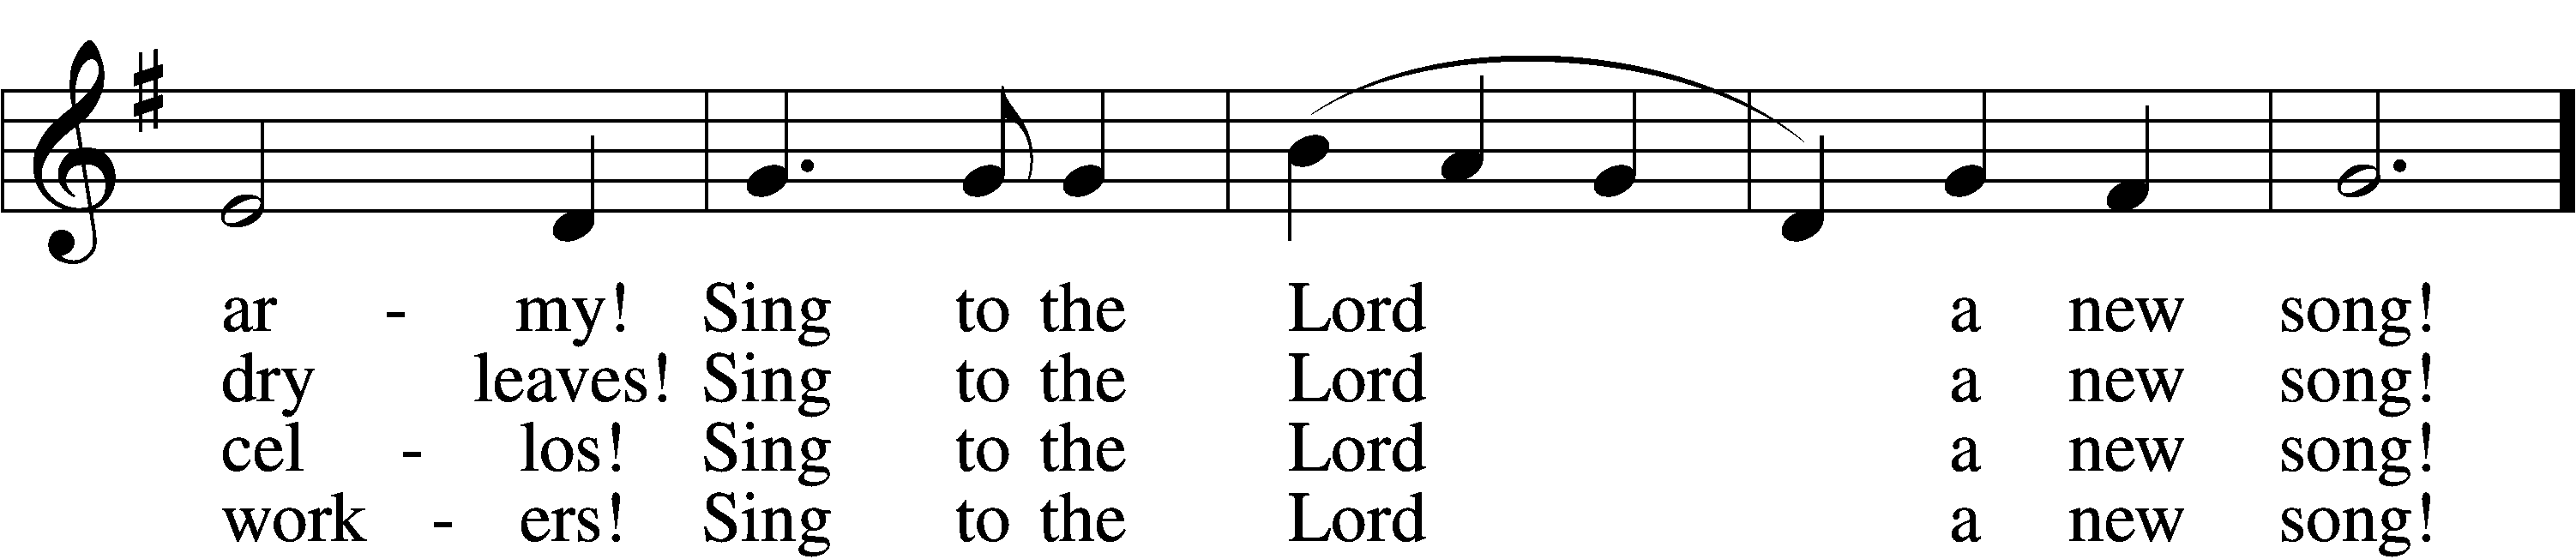 ar - my! Sing to the Lord a new song!
dry leaves! Sing to the Lord a new song!
cel - los! Sing to the Lord a new song!
work - ers! Sing to the Lord a new song!